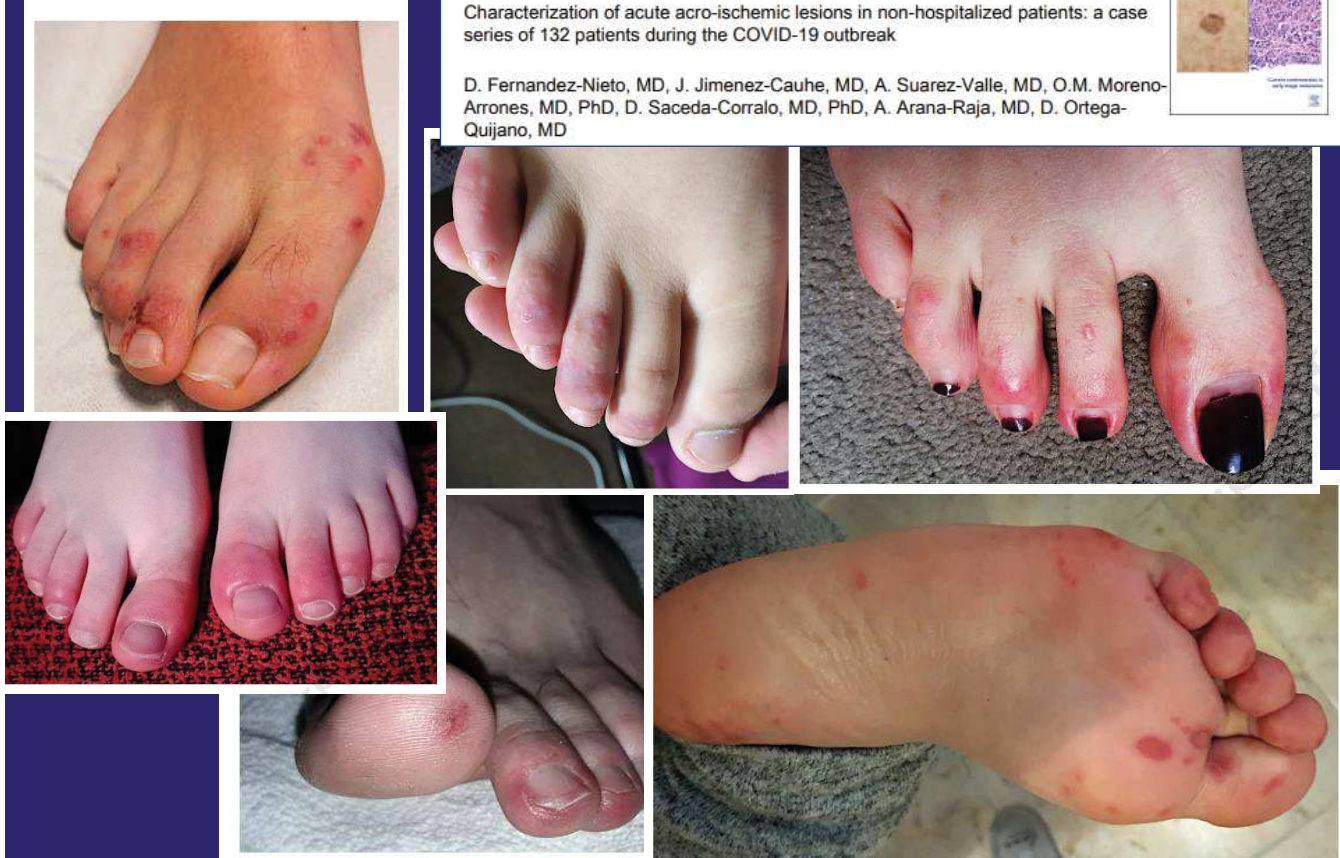 Characterization of acute acro-ischemic lesions in non-hospitalized patients: a case
series of 132 patients during the COVID-19 outbreak
D. Fernandez-Nieto, MD, J. Jimenez-Cauhe, MD, A. Suarez-Valle, MD, O.M. Moreno-
Arrones, MD, PhD, D. Saceda-Corralo, MD, PhD, A. Arana-Raja, MD, D. Ortega-
Quijano, MD